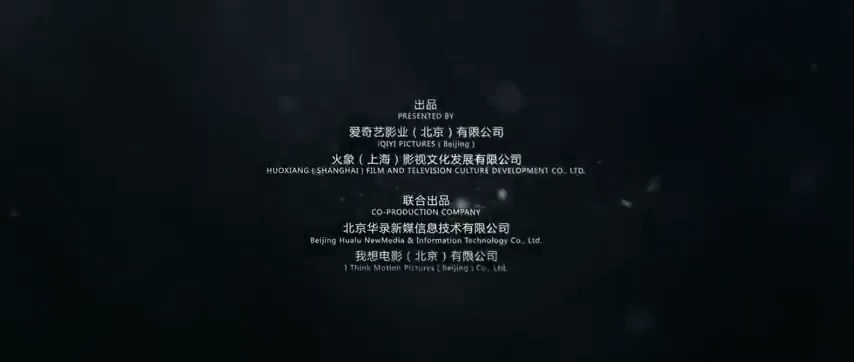 出品
PRESENTED BY
爱奇艺影业（北京）有限公司
iQIYI PICTURES ( Beijing )
火象（上海）影视文化发展有限公司
HUOXIANG ( SHANGHAI ) FILM AND TELEVISION CULTURE DEVELOPMENT CO., LTD.
联合出品
CO-PRODUCTION COMPANY
北京华录新媒信息技术有限公司
Beijing Hualu NewMedia & Information Technology Co., Ltd.
我想电影（北京）有限公司
I Think Motion Pictures ( Beijing ) Co., Ltd.